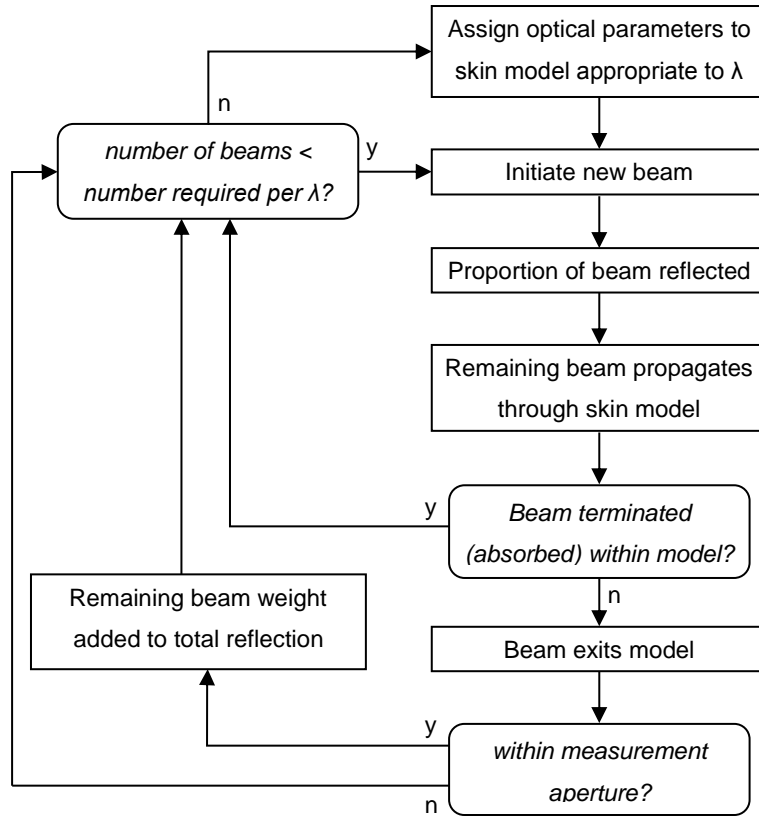 Assign optical parameters to
skin model appropriate to λ
n
number of beams <
number required per λ?
y
Initiate new beam
Proportion of beam reflected
Remaining beam propagates
through skin model
y
Beam terminated
(absorbed) within model?
n
Remaining beam weight
added to total reflection
Beam exits model
y
within measurement
aperture?
n